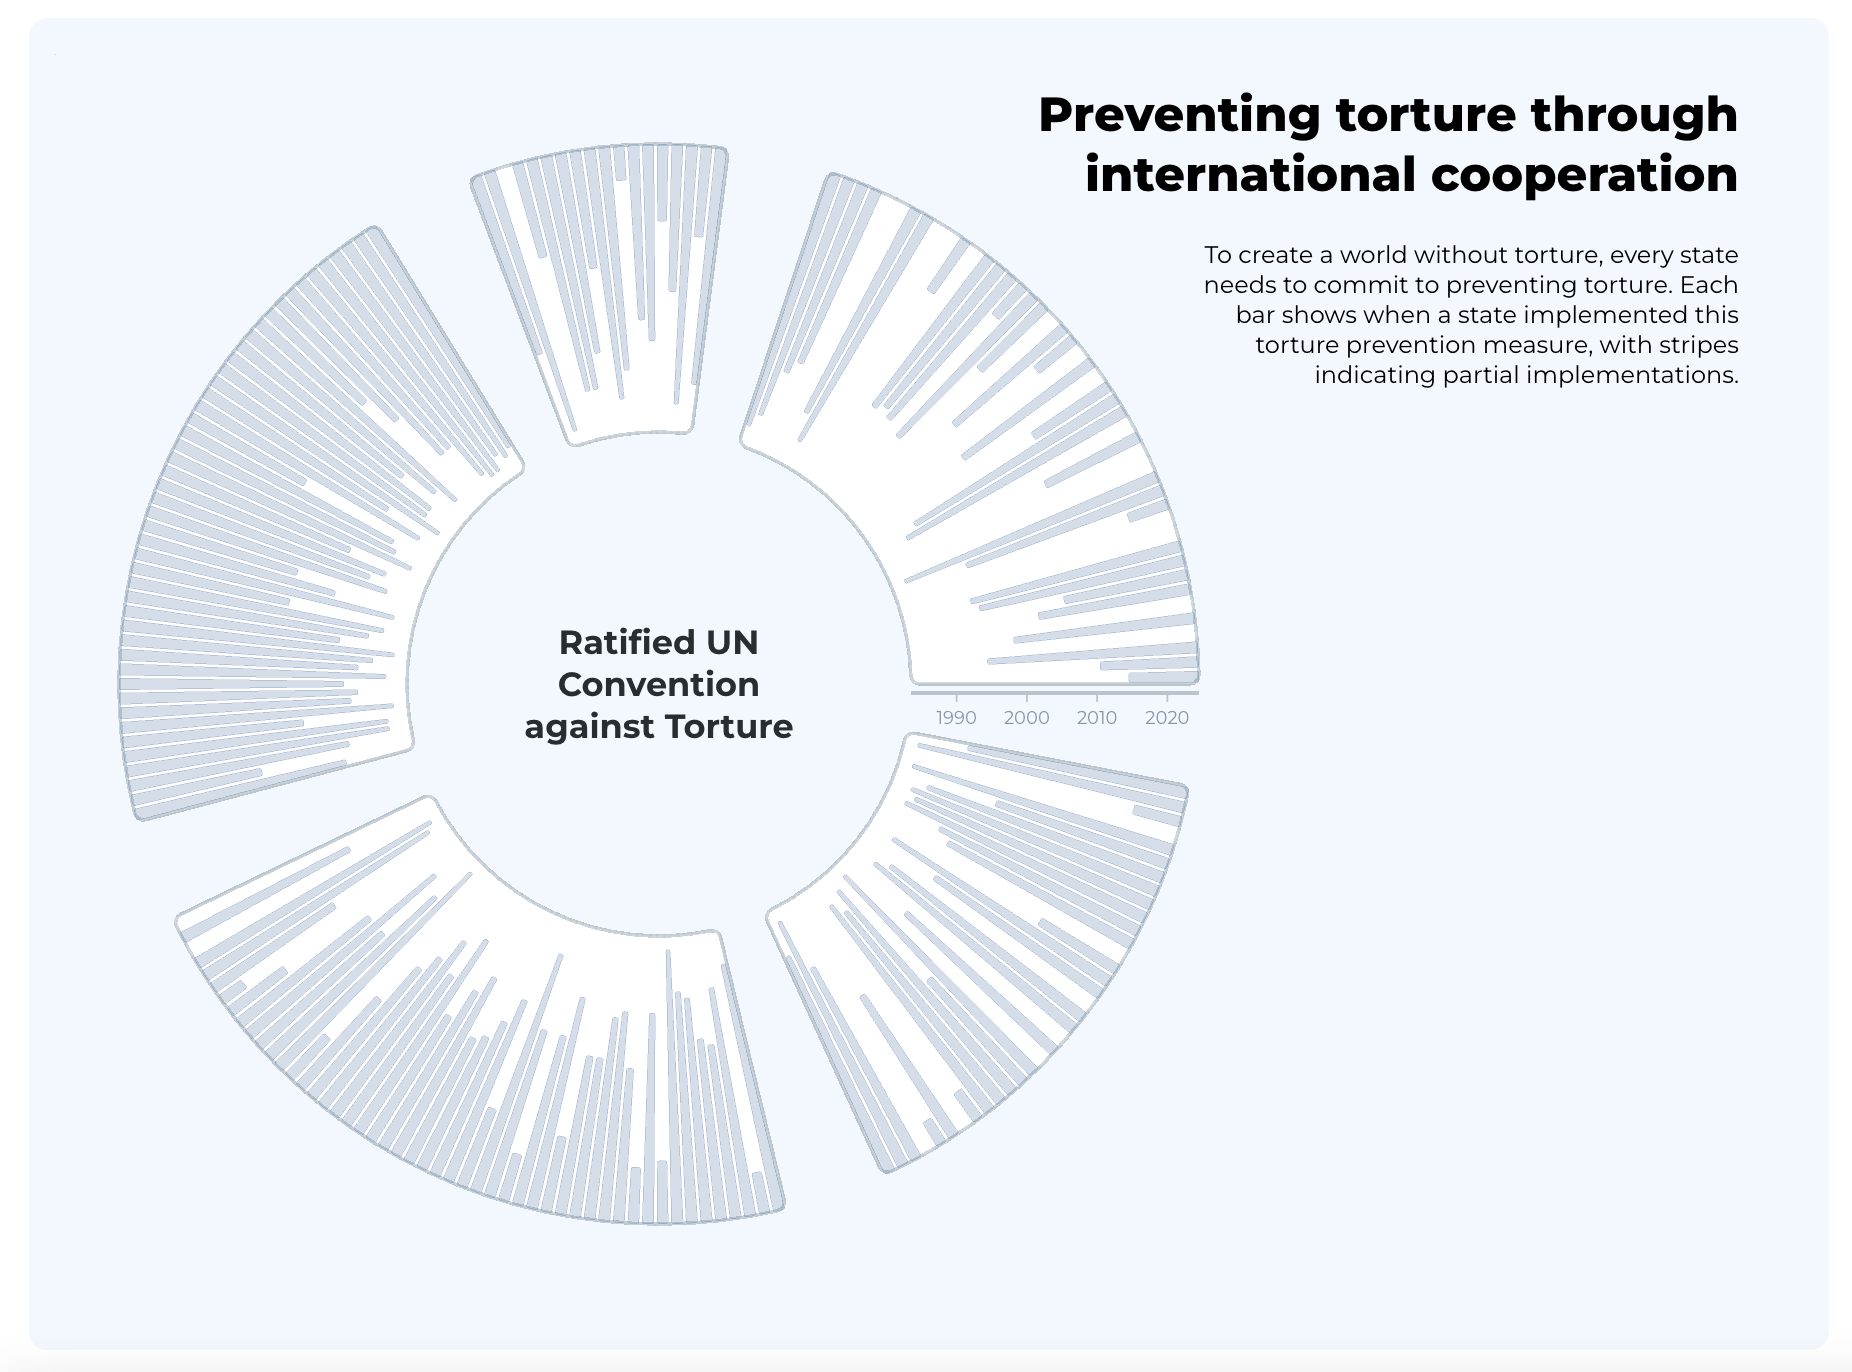 Preventing torture through
international cooperation
To create a world without torture, every state
needs to commit to preventing torture. Each
bar shows when a state implemented this
torture prevention measure, with stripes
indicating partial implementations.
Ratified UN
Convention
against Torture
1990 2000 2010 2020